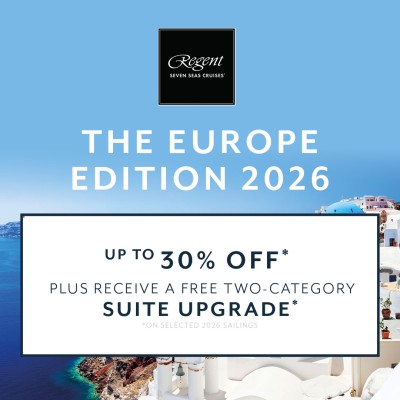 Regent
SEVEN SEAS CRUISES
THE EUROPE
EDITION 2026
UP TO 30% OFF*
PLUS RECEIVE A FREE TWO-CATEGORY
SUITE UPGRADE*
*ON SELECTED 2026 SAILINGS